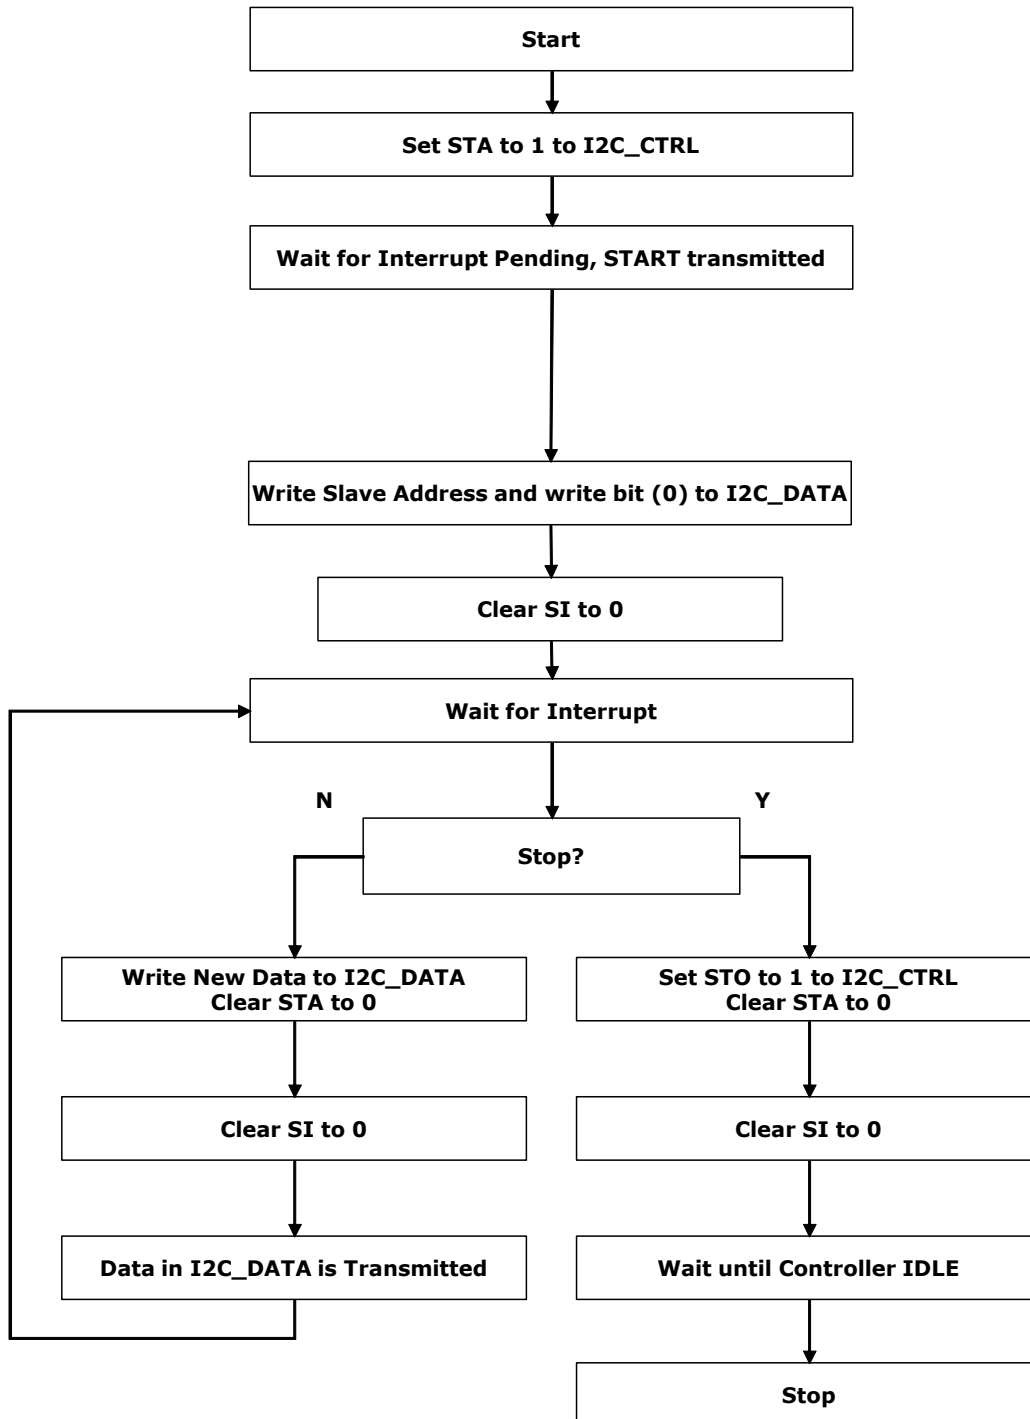 Start
Set STA to 1 to I2C_CTRL
Wait for Interrupt Pending, START transmitted
Write Slave Address and write bit (0) to I2C_DATA
Clear SI to 0
Wait for Interrupt
N
Y
Stop?
Write New Data to I2C_DATA
Clear STA to 0
Set STO to 1 to I2C_CTRL
Clear STA to 0
Clear SI to 0
Clear SI to 0
Data in I2C_DATA is Transmitted
Wait until Controller IDLE
Stop